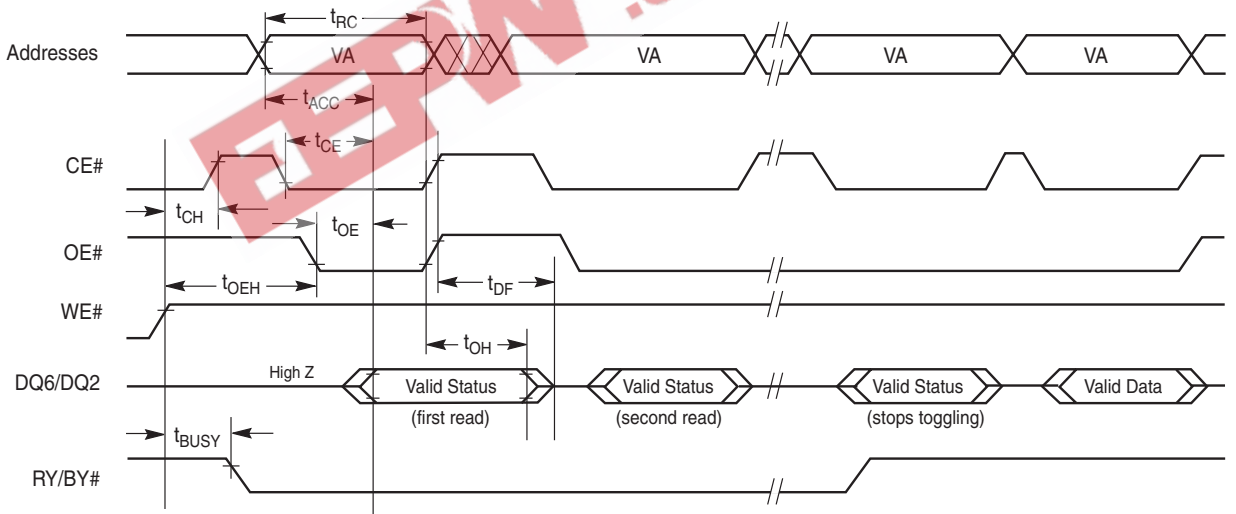 tRC
Addresses VA VA VA VA
tACC
tCE
CE#
tCH tOE
OE#
tOEH tDF
WE#
tOH
DQ6/DQ2 High Z Valid Status Valid Status Valid Status Valid Data
(first read) (second read) (stops toggling)
tBUSY
RY/BY#